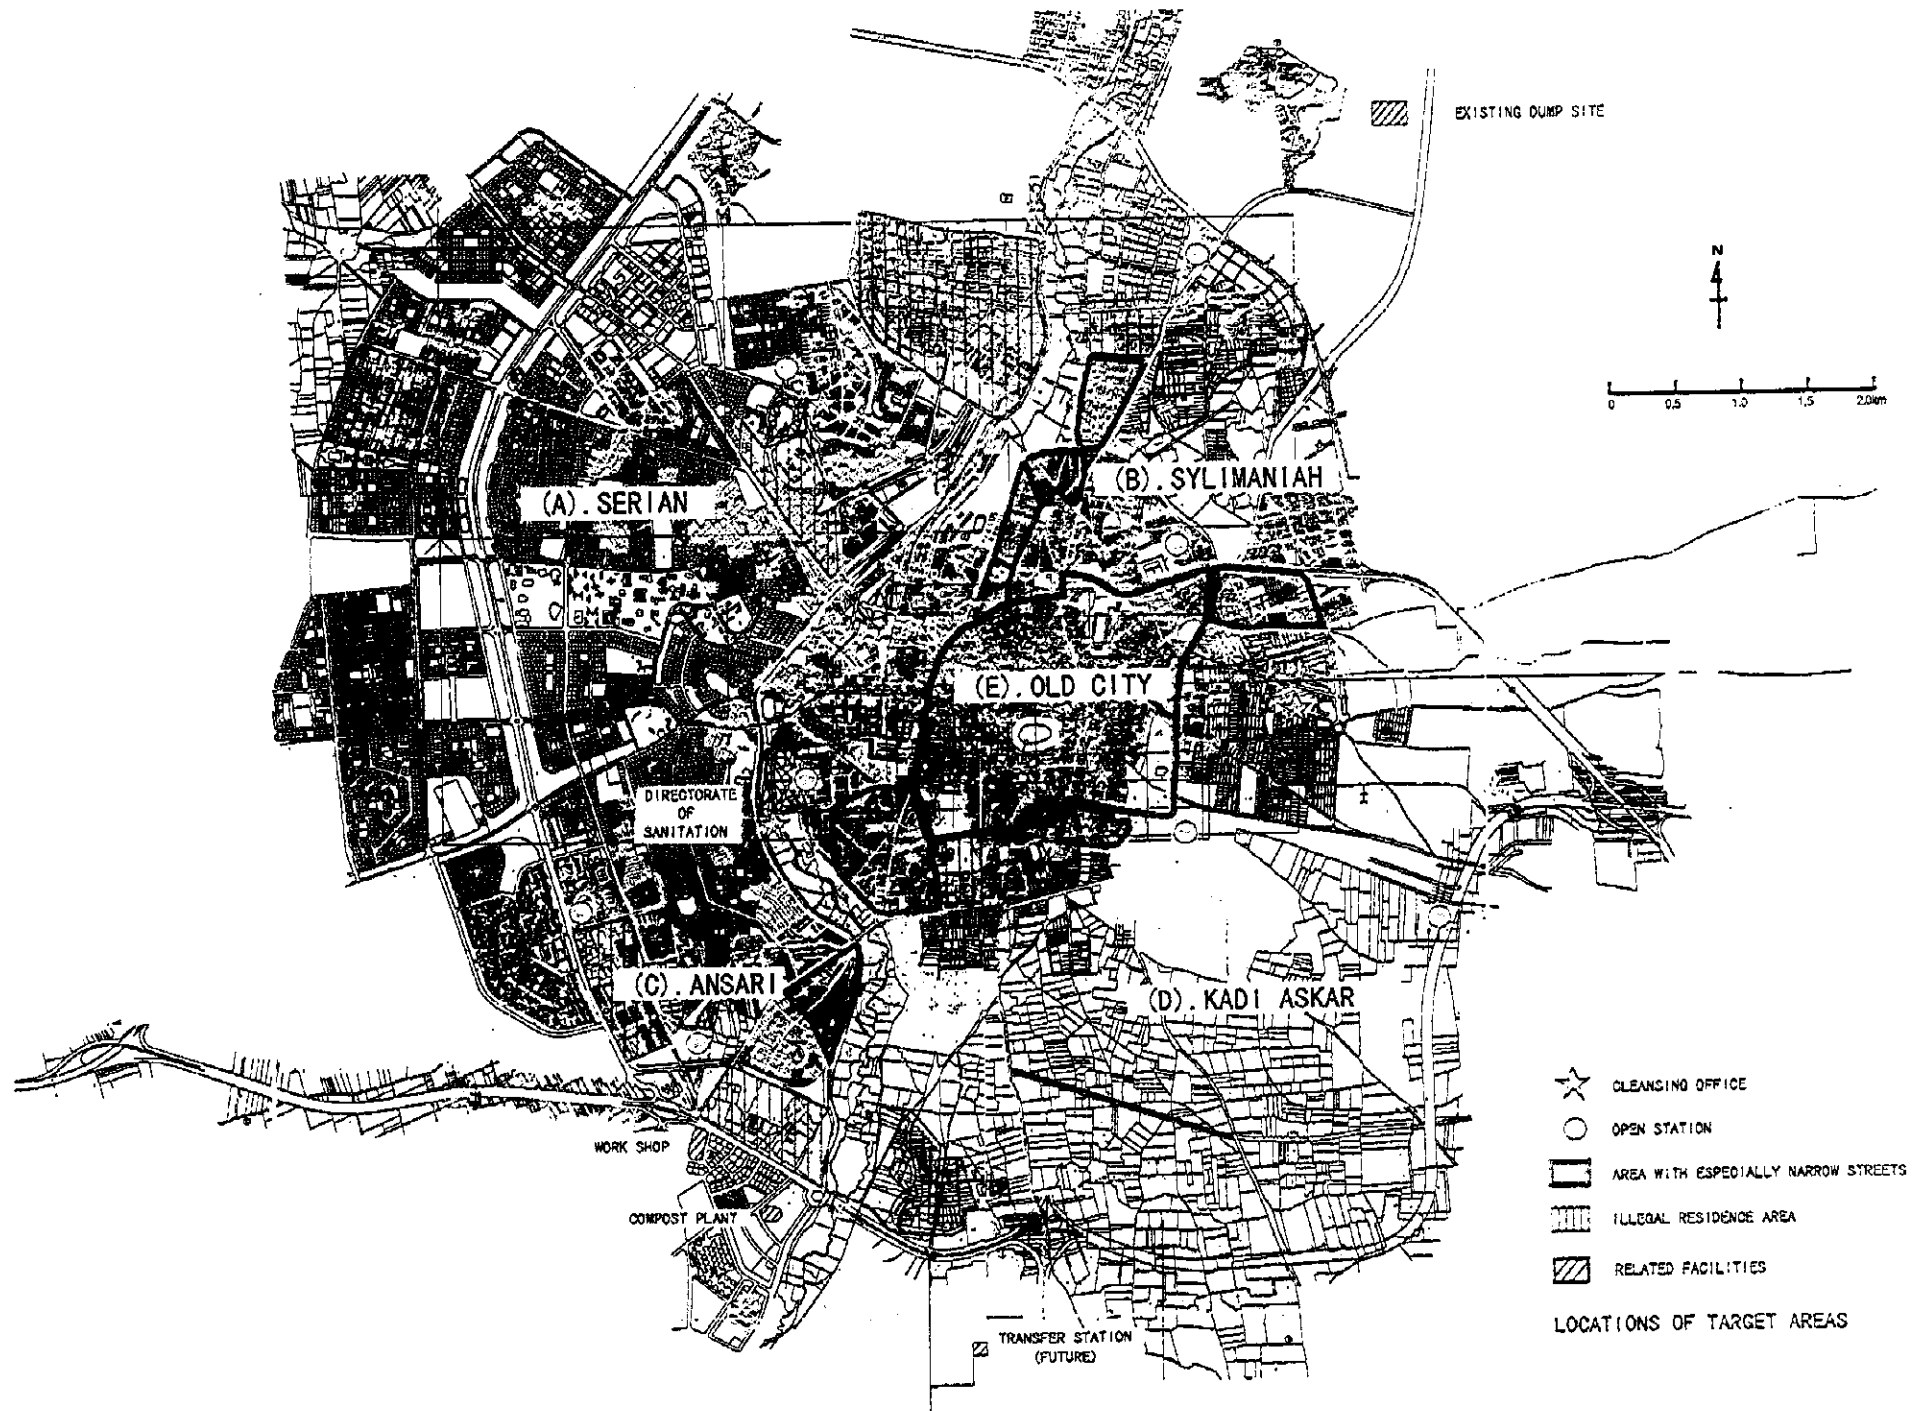 EXISTING DUMP SITE
N
0 0.5 1.0 1.5 2.0km
(A). SERIAN
(B). SYLIMANIAH
(E). OLD CITY
DIRECTORATE
OF
SANITATION
(C). ANSARI
(D). KADI ASKAR
WORK SHOP
COMPOST PLANT
TRANSFER STATION
(FUTURE)
CLEANSING OFFICE
OPEN STATION
AREA WITH ESPECIALLY NARROW STREETS
ILLEGAL RESIDENCE AREA
RELATED FACILITIES
LOCATIONS OF TARGET AREAS